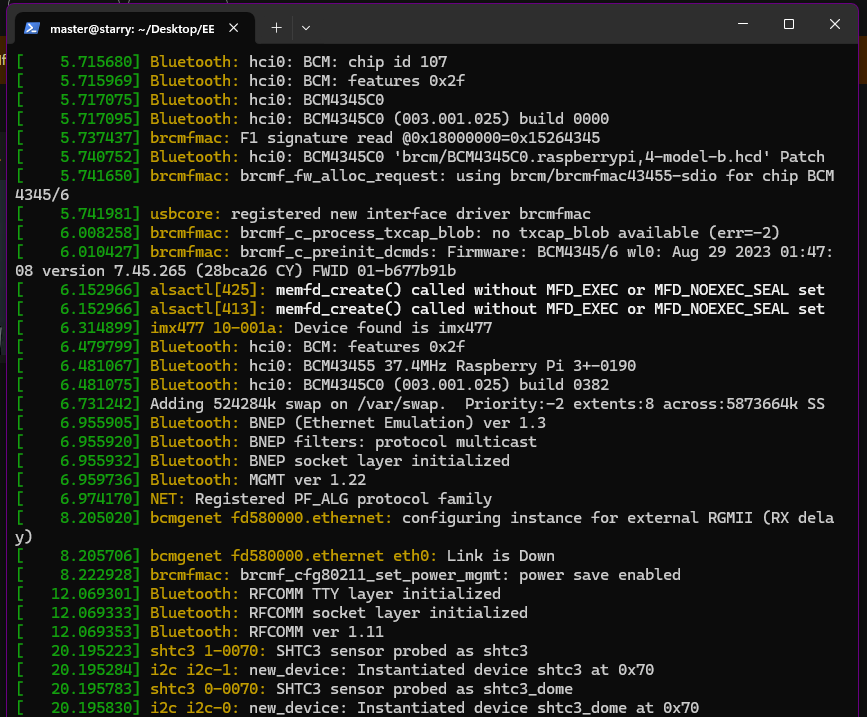 master@starry: ~/Desktop/EE
[    5.715680] Bluetooth: hci0: BCM: chip id 107
[    5.715969] Bluetooth: hci0: BCM: features 0x2f
[    5.717075] Bluetooth: hci0: BCM4345C0
[    5.717095] Bluetooth: hci0: BCM4345C0 (003.001.025) build 0000
[    5.737437] brcmfmac: F1 signature read @0x18000000=0x15264345
[    5.740752] Bluetooth: hci0: BCM4345C0 'brcm/BCM4345C0.raspberrypi,4-model-b.hcd' Patch
[    5.741650] brcmfmac: brcmf_fw_alloc_request: using brcm/brcmfmac43455-sdio for chip BCM
4345/6
[    5.741981] usbcore: registered new interface driver brcmfmac
[    6.008258] brcmfmac: brcmf_c_process_txcap_blob: no txcap_blob available (err=-2)
[    6.010427] brcmfmac: brcmf_c_preinit_dcmds: Firmware: BCM4345/6 wl0: Aug 29 2023 01:47:
08 version 7.45.265 (28bca26 CY) FWID 01-b677b91b
[    6.152966] alsactl[425]: memfd_create() called without MFD_EXEC or MFD_NOEXEC_SEAL set
[    6.152966] alsactl[413]: memfd_create() called without MFD_EXEC or MFD_NOEXEC_SEAL set
[    6.314899] imx477 10-001a: Device found is imx477
[    6.479799] Bluetooth: hci0: BCM: features 0x2f
[    6.481067] Bluetooth: hci0: BCM43455 37.4MHz Raspberry Pi 3+-0190
[    6.481075] Bluetooth: hci0: BCM4345C0 (003.001.025) build 0382
[    6.731242] Adding 524284k swap on /var/swap.  Priority:-2 extents:8 across:5873664k SS
[    6.955905] Bluetooth: BNEP (Ethernet Emulation) ver 1.3
[    6.955920] Bluetooth: BNEP filters: protocol multicast
[    6.955932] Bluetooth: BNEP socket layer initialized
[    6.959736] Bluetooth: MGMT ver 1.22
[    6.974170] NET: Registered PF_ALG protocol family
[    8.205020] bcmgenet fd580000.ethernet: configuring instance for external RGMII (RX dela
y)
[    8.205706] bcmgenet fd580000.ethernet eth0: Link is Down
[    8.222928] brcmfmac: brcmf_cfg80211_set_power_mgmt: power save enabled
[   12.069301] Bluetooth: RFCOMM TTY layer initialized
[   12.069333] Bluetooth: RFCOMM socket layer initialized
[   12.069353] Bluetooth: RFCOMM ver 1.11
[   20.195223] shtc3 1-0070: SHTC3 sensor probed as shtc3
[   20.195284] i2c i2c-1: new_device: Instantiated device shtc3 at 0x70
[   20.195783] shtc3 0-0070: SHTC3 sensor probed as shtc3_dome
[   20.195830] i2c i2c-0: new_device: Instantiated device shtc3_dome at 0x70